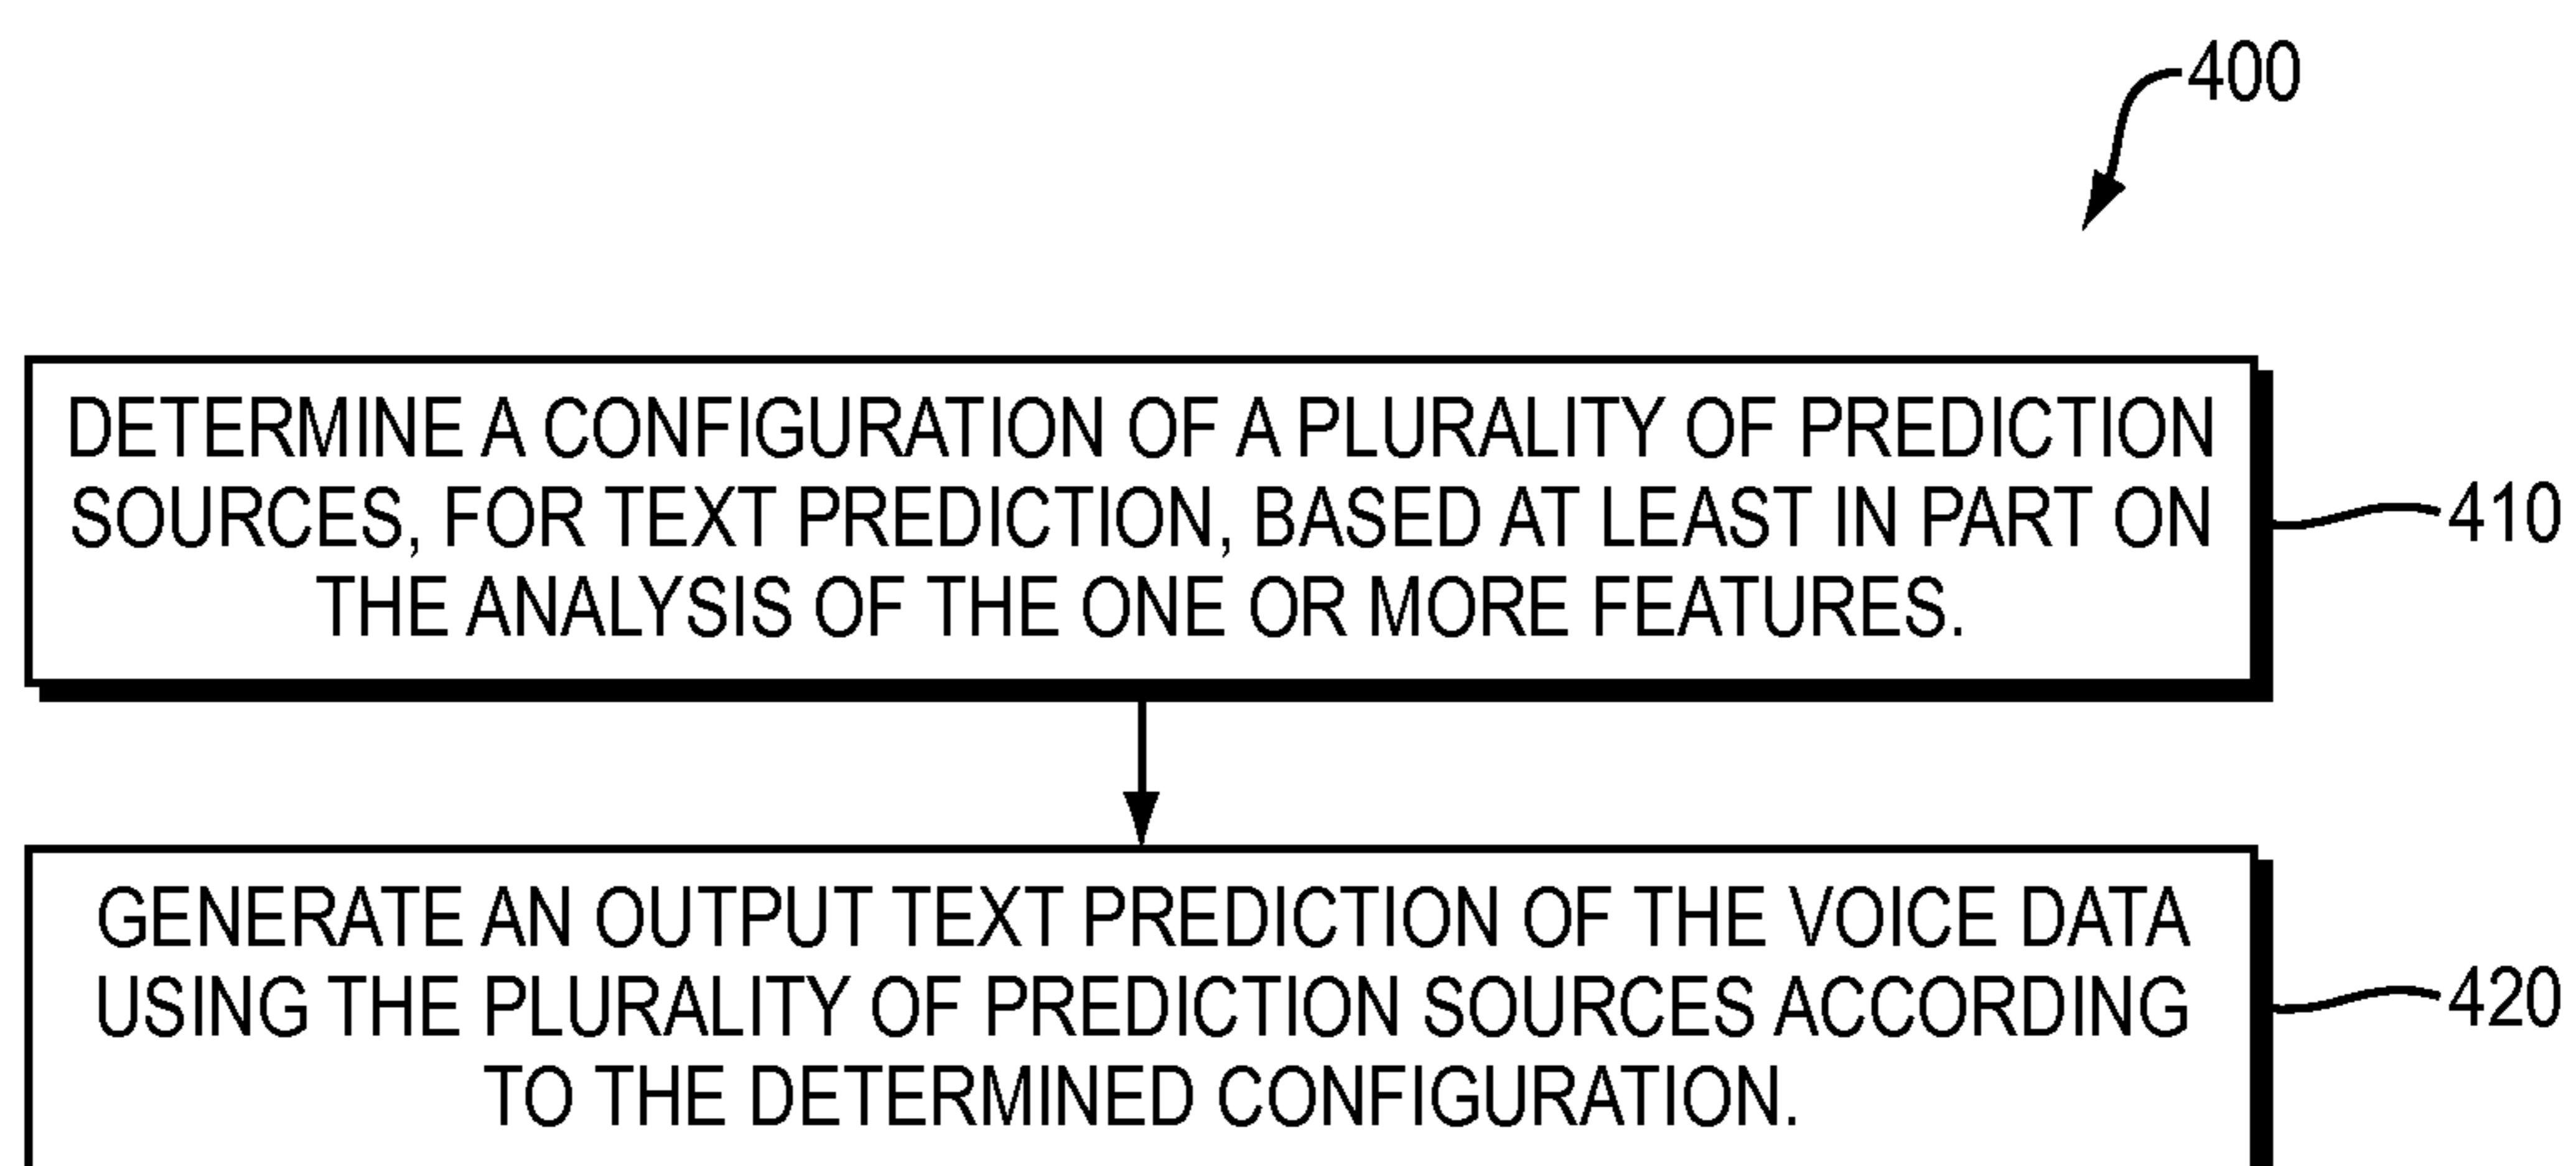 400
DETERMINE A CONFIGURATION OF A PLURALITY OF PREDICTION
SOURCES, FOR TEXT PREDICTION, BASED AT LEAST IN PART ON
THE ANALYSIS OF THE ONE OR MORE FEATURES.
410
GENERATE AN OUTPUT TEXT PREDICTION OF THE VOICE DATA
USING THE PLURALITY OF PREDICTION SOURCES ACCORDING
TO THE DETERMINED CONFIGURATION.
420